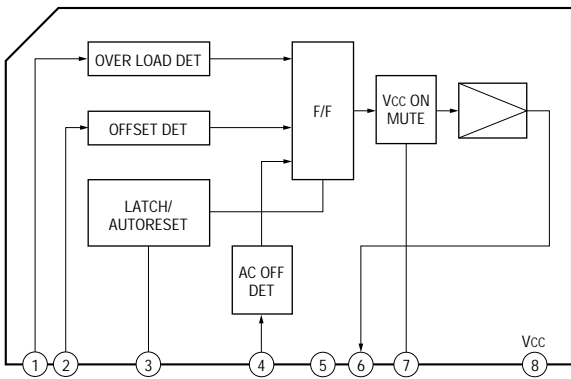 OVER LOAD DET
OFFSET DET
LATCH/
AUTORESET
AC OFF
DET
F/F
VCC ON
MUTE
VCC
1 2 3 4 5 6 7 8